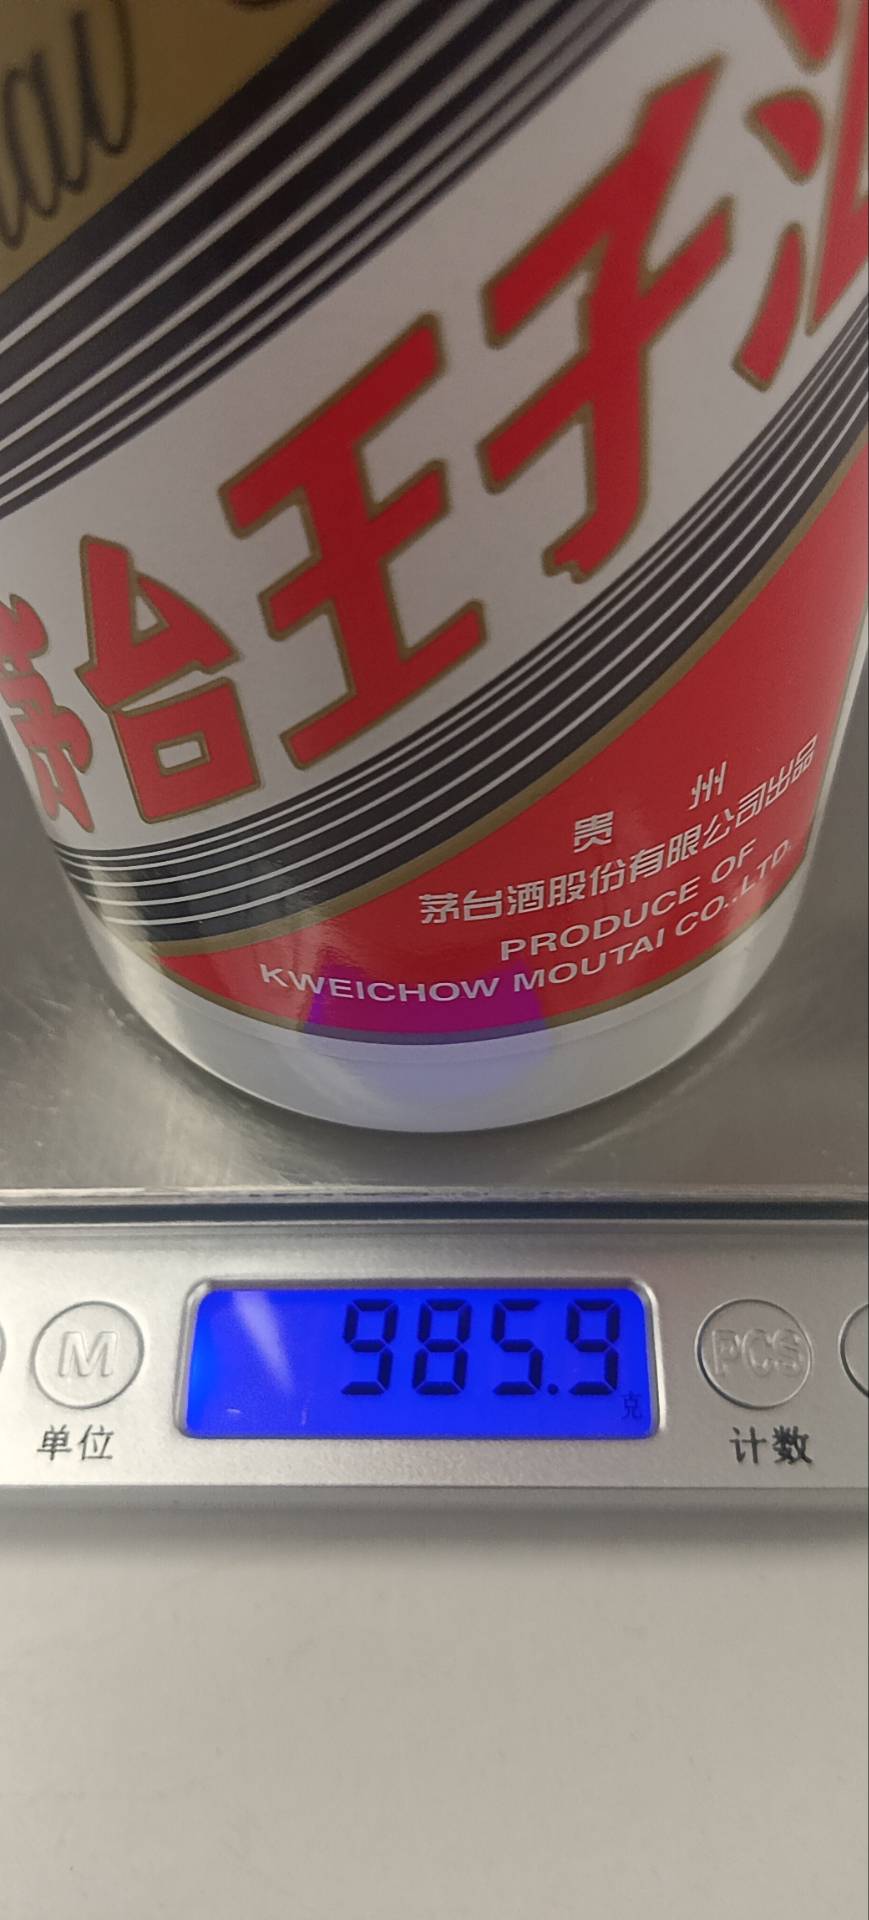 茅台王子酒
贵 州
茅台酒股份有限公司出品
PRODUCE OF
KWEICHOW MOUTAI CO.,LTD.
M
985.9
克
PCS
单位
计数